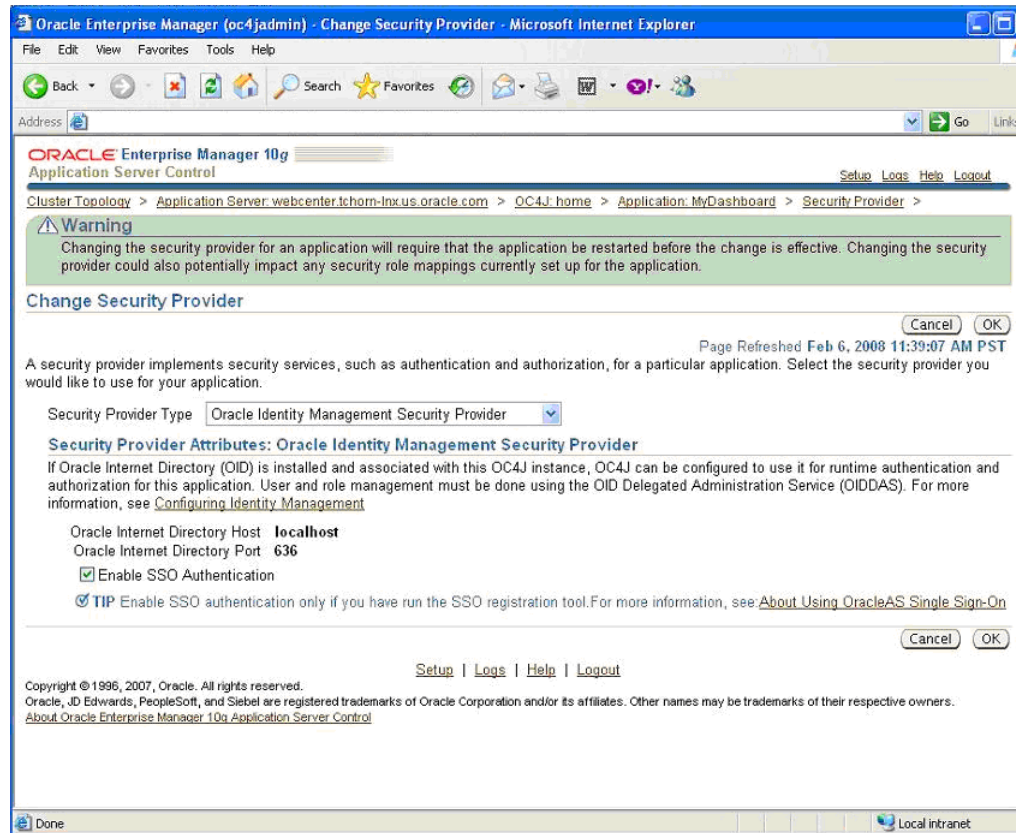 Oracle Enterprise Manager (oc4jadmin) - Change Security Provider - Microsoft Internet Explorer
File Edit View Favorites Tools Help
Back Search Favorites
Address Go Links
ORACLE Enterprise Manager 10g
Application Server Control
Setup Logs Help Logout
Cluster Topology > Application Server: webcenter.tchorn-lnx.us.oracle.com > OC4J: home > Application: MyDashboard > Security Provider >
Warning
Changing the security provider for an application will require that the application be restarted before the change is effective. Changing the security
provider could also potentially impact any security role mappings currently set up for the application.
Change Security Provider
Cancel OK
Page Refreshed Feb 6, 2008 11:39:07 AM PST
A security provider implements security services, such as authentication and authorization, for a particular application. Select the security provider you
would like to use for your application.
Security Provider Type Oracle Identity Management Security Provider
Security Provider Attributes: Oracle Identity Management Security Provider
If Oracle Internet Directory (OID) is installed and associated with this OC4J instance, OC4J can be configured to use it for runtime authentication and
authorization for this application. User and role management must be done using the OID Delegated Administration Service (OIDDAS). For more
information, see Configuring Identity Management
Oracle Internet Directory Host localhost
Oracle Internet Directory Port 636
Enable SSO Authentication
TIP Enable SSO authentication only if you have run the SSO registration tool.For more information, see:About Using OracleAS Single Sign-On
Cancel OK
Setup | Logs | Help | Logout
Copyright © 1996, 2007, Oracle. All rights reserved.
Oracle, JD Edwards, PeopleSoft, and Siebel are registered trademarks of Oracle Corporation and/or its affiliates. Other names may be trademarks of their respective owners.
About Oracle Enterprise Manager 10g Application Server Control
Done Local intranet